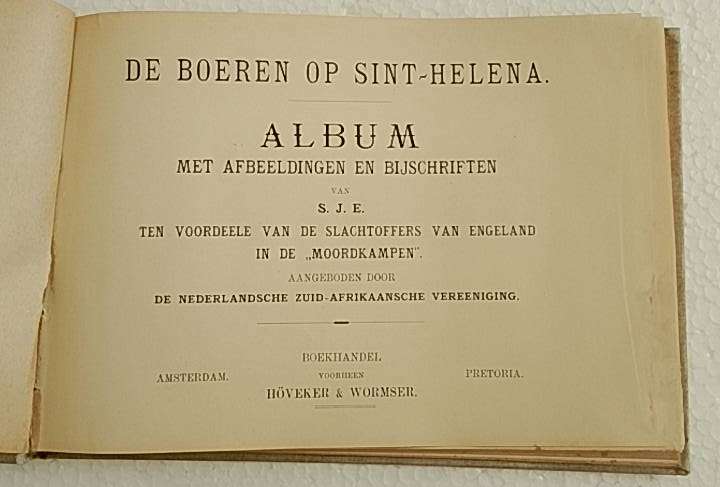 DE BOEREN OP SINT-HELENA.
ALBUM
MET AFBEELDINGEN EN BIJSCHRIFTEN
VAN
S. J. E.
TEN VOORDEELE VAN DE SLACHTOFFERS VAN ENGELAND
IN DE „MOORDKAMPEN".
AANGEBODEN DOOR
DE NEDERLANDSCHE ZUID-AFRIKAANSCHE VEREENIGING.
BOEKHANDEL
AMSTERDAM. VOORHEEN PRETORIA.
HÖVEKER & WORMSER.